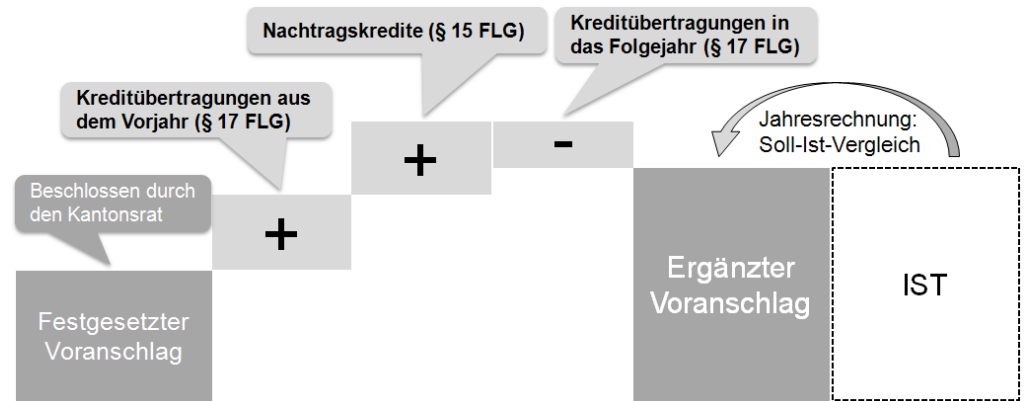 Nachtragskredite (§ 15 FLG)
Kreditübertragungen in
das Folgejahr (§ 17 FLG)
Kreditübertragungen aus
dem Vorjahr (§ 17 FLG)
Jahresrechnung:
Soll-Ist-Vergleich
Beschlossen durch
den Kantonsrat
+
+
-
Festgesetzter
Voranschlag
Ergänzter
Voranschlag
IST